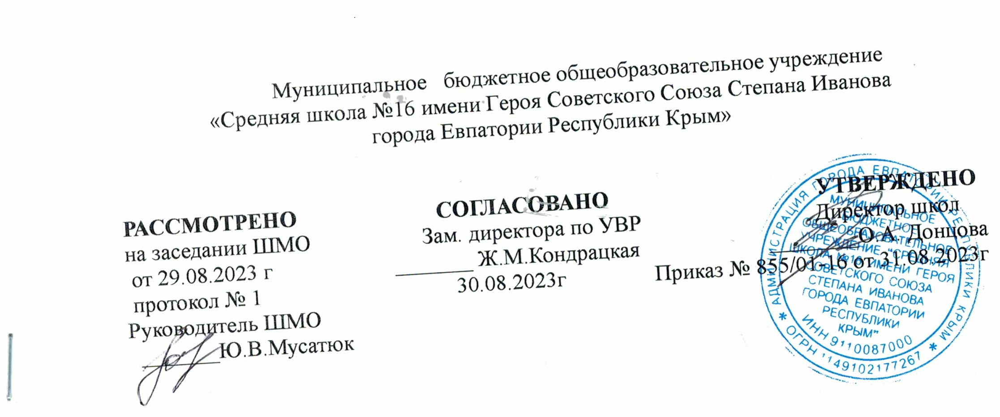 Муниципальное бюджетное общеобразовательное учреждение
«Средняя школа №16 имени Героя Советского Союза Степана Иванова
города Евпатории Республики Крым»
РАССМОТРЕНО
на заседании ШМО
от 29.08.2023 г
протокол № 1
Руководитель ШМО
Ю.В.Мусатюк
СОГЛАСОВАНО
Зам. директора по УВР
Ж.М.Кондрацкая
30.08.2023г
УТВЕРЖДЕНО
Директор школ
О.А. Донцова
Приказ № 855/01-16 от 31.08.2023г
АДМИНИСТРАЦИЯ ГОРОДА ЕВПАТОРИИ РЕСПУБЛИКИ КРЫМ
ОГРН 1149102177267
МУНИЦИПАЛЬНОЕ
БЮДЖЕТНОЕ
ОБЩЕОБРАЗОВАТЕЛЬНОЕ
УЧРЕЖДЕНИЕ "СРЕДНЯЯ
ШКОЛА №16 ИМЕНИ ГЕРОЯ
СОВЕТСКОГО СОЮЗА
СТЕПАНА ИВАНОВА
ГОРОДА ЕВПАТОРИИ
РЕСПУБЛИКИ
КРЫМ"
ИНН 9110087000